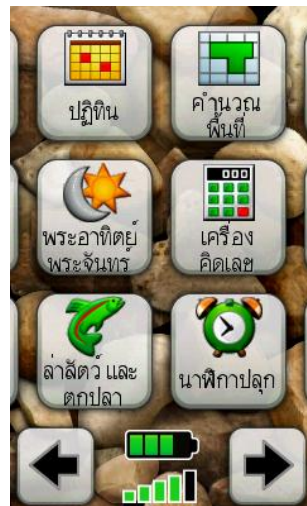 ปฏิทิน
คำนวณ
พื้นที่
พระอาทิตย์
พระจันทร์
เครื่อง
คิดเลข
ล่าสัตว์ และ
ตกปลา
นาฬิกาปลุก